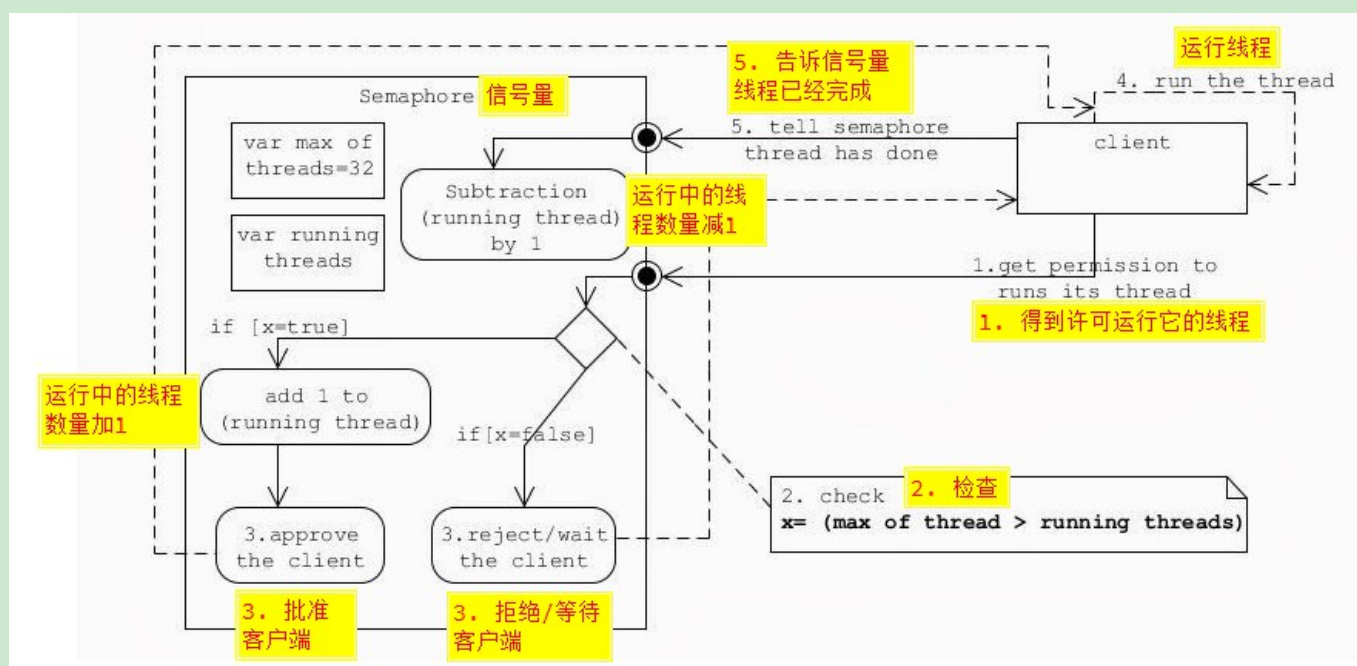 运行线程
4. run the thread
5. 告诉信号量
线程已经完成
Semaphore 信号量
5. tell semaphore
thread has done
client
var max of
threads=32
Subtraction
(running thread)
by 1
运行中的线
程数量减1
var running
threads
1.get permission to
runs its thread
1. 得到许可运行它的线程
if [x=true]
运行中的线程
数量加1
add 1 to
(running thread)
if[x=false]
2. check
2. 检查
x= (max of thread > running threads)
3.approve
the client
3.reject/wait
the client
3. 批准
客户端
3. 拒绝/等待
客户端